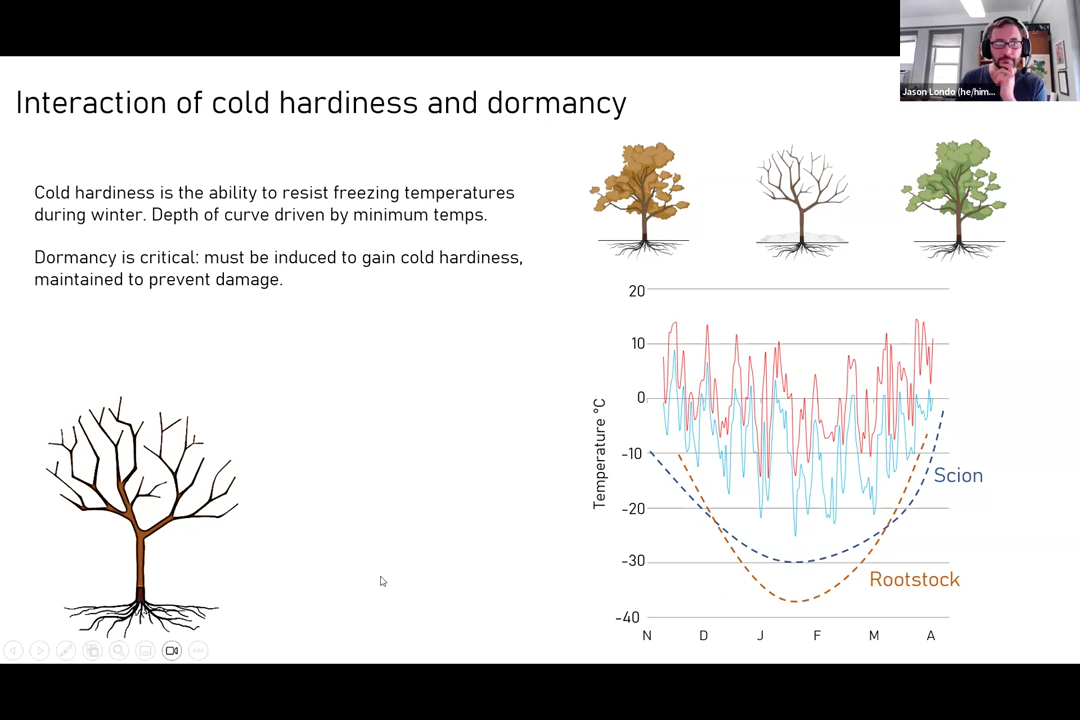 Jason Londo (he/him...
Interaction of cold hardiness and dormancy
Cold hardiness is the ability to resist freezing temperatures
during winter. Depth of curve driven by minimum temps.
Dormancy is critical: must be induced to gain cold hardiness,
maintained to prevent damage.
20
10
0
-10
-20
-30
-40
Temperature °C
Scion
Rootstock
N D J F M A